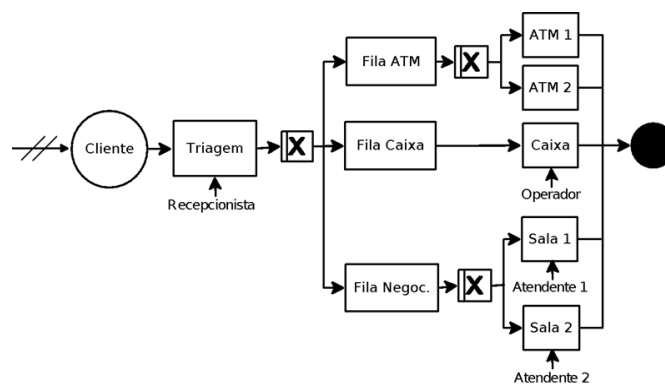 ATM 1
Fila ATM
X
ATM 2
Cliente
Triagem
X
Fila Caixa
Caixa
Recepcionista
Operador
Sala 1
Fila Negoc.
X
Atendente 1
Sala 2
Atendente 2